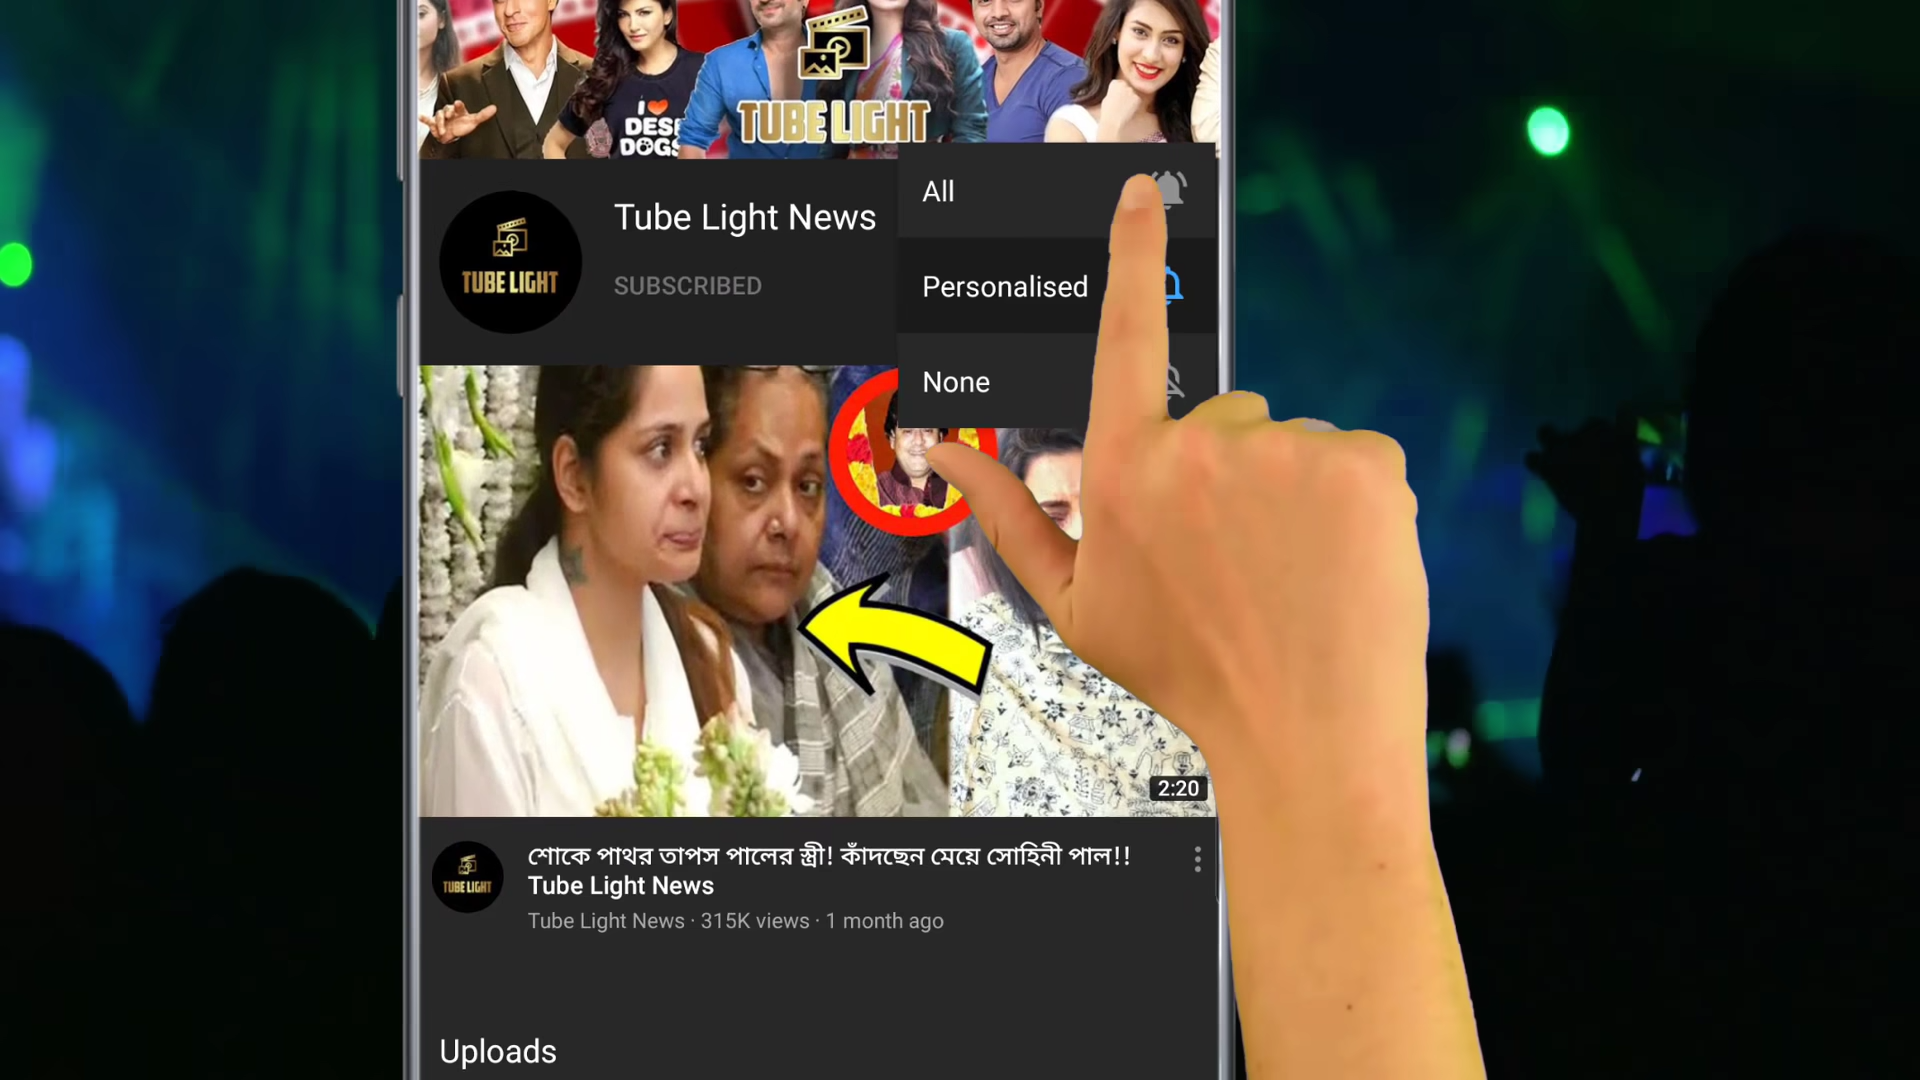 I ❤ 
DESI
DOGS
TUBE LIGHT
All
Tube Light News
TUBE LIGHT
SUBSCRIBED
Personalised
None
2:20
শোকে পাথর তাপস পালের স্ত্রী! কাঁদছেন মেয়ে সোহিনী পাল!!
Tube Light News
TUBE LIGHT
Tube Light News · 315K views · 1 month ago
Uploads